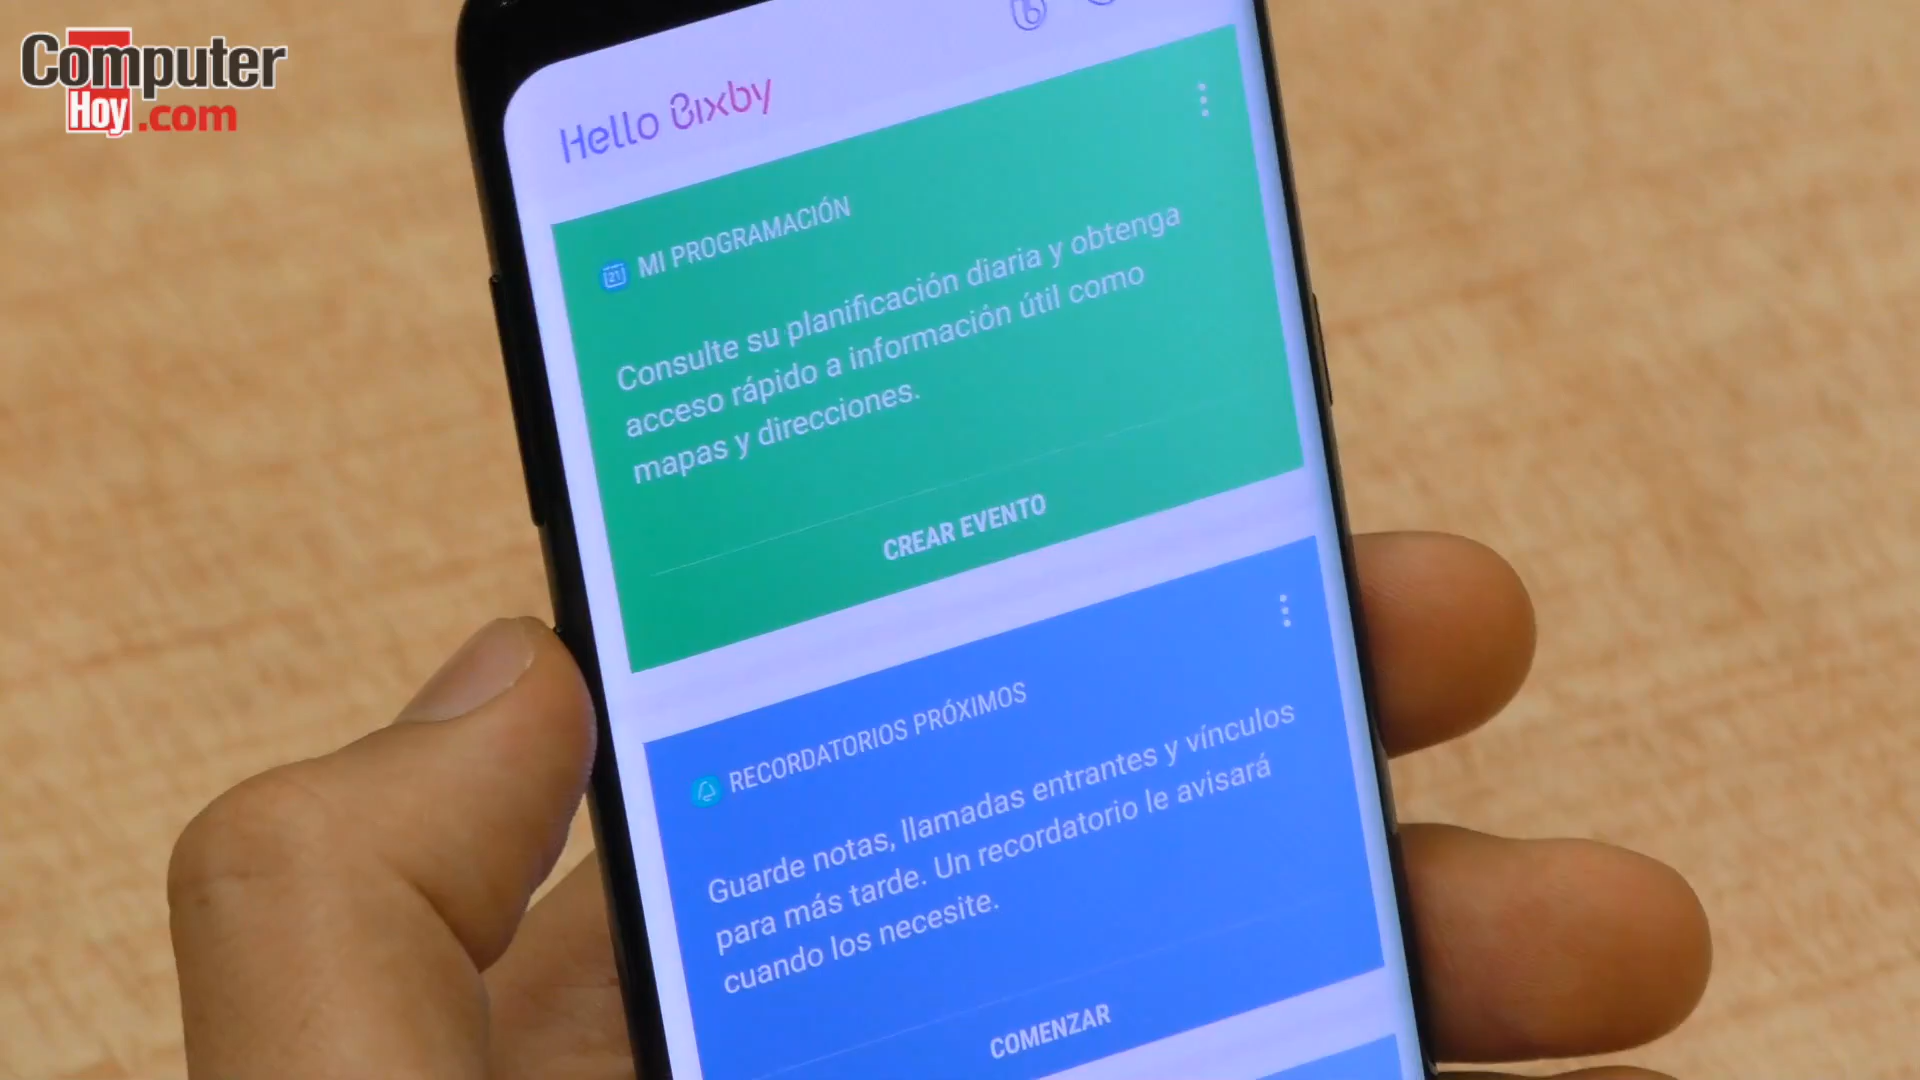 Computer
Hoy.com
Hello Bixby
21 MI PROGRAMACIÓN
Consulte su planificación diaria y obtenga
acceso rápido a información útil como
mapas y direcciones.
CREAR EVENTO
RECORDATORIOS PRÓXIMOS
Guarde notas, llamadas entrantes y vínculos
para más tarde. Un recordatorio le avisará
cuando los necesite.
COMENZAR